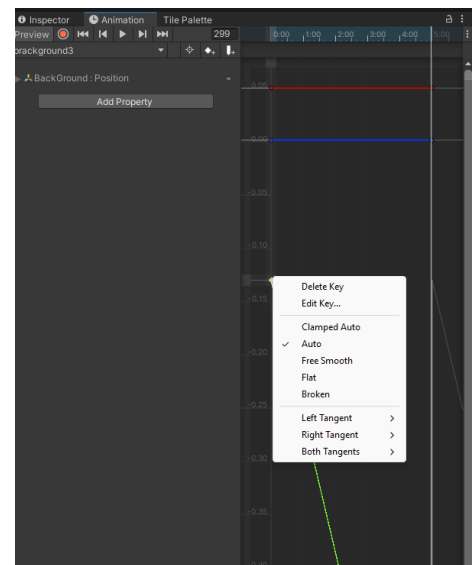 Inspector Animation Tile Palette
Preview 299 0:00 1:00 2:00 3:00 4:00 5:00
brackground3
BackGround : Position
Add Property
0.05
0.00
-0.05
-0.10
-0.15
-0.20
-0.25
-0.30
-0.35
-0.40
Delete Key
Edit Key...
Clamped Auto
Auto
Free Smooth
Flat
Broken
Left Tangent
Right Tangent
Both Tangents